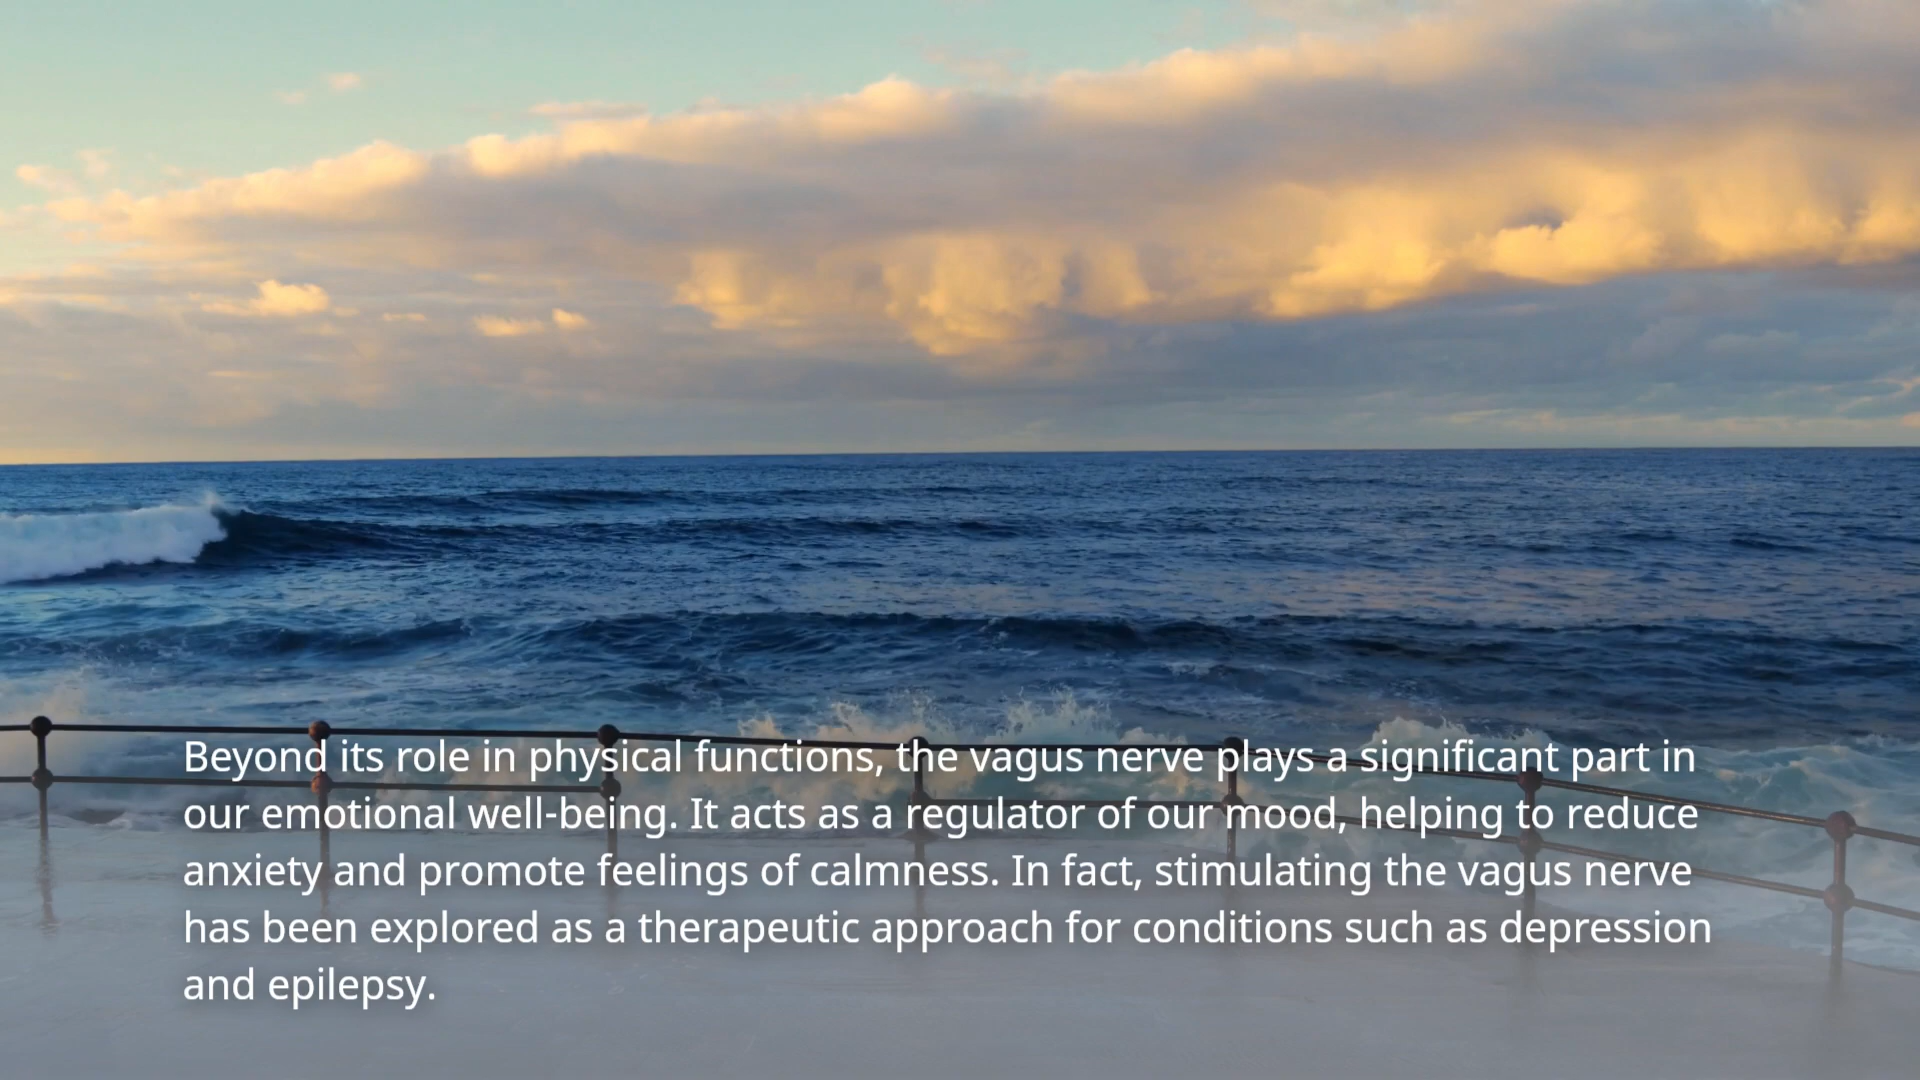 Beyond its role in physical functions, the vagus nerve plays a significant part in
our emotional well-being. It acts as a regulator of our mood, helping to reduce
anxiety and promote feelings of calmness. In fact, stimulating the vagus nerve
has been explored as a therapeutic approach for conditions such as depression
and epilepsy.